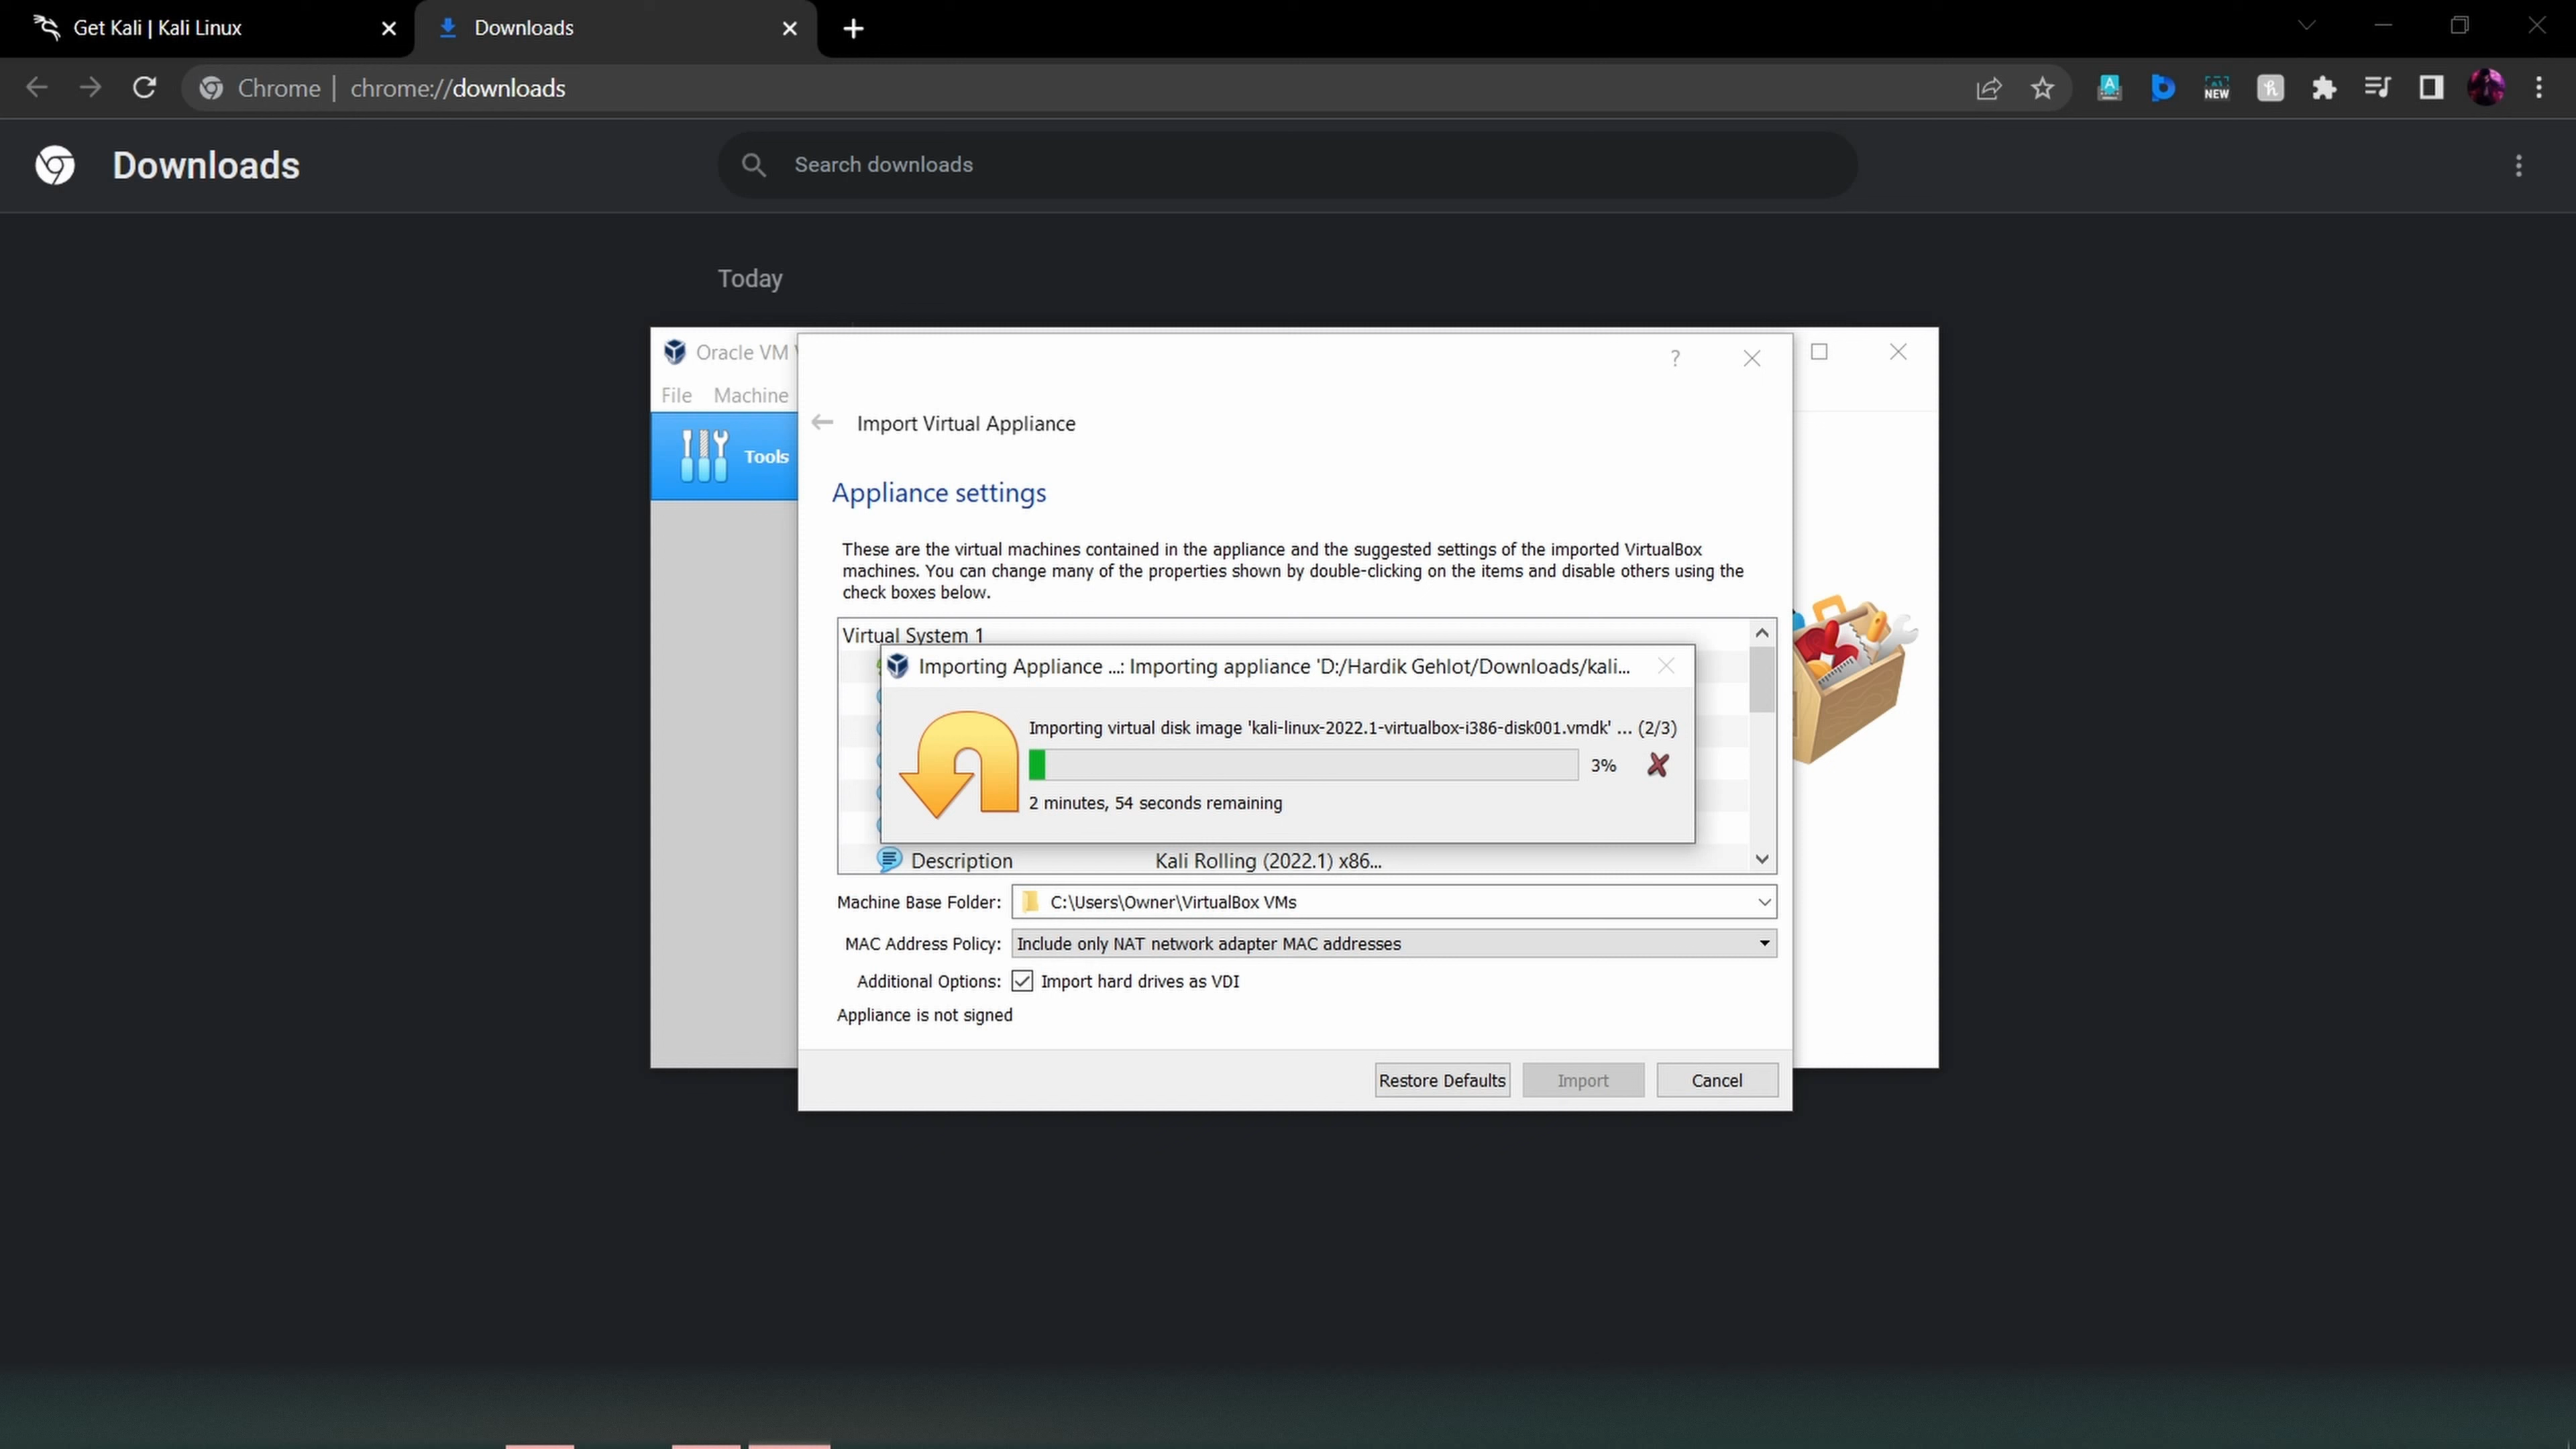 Get Kali | Kali Linux
Downloads
Chrome | chrome://downloads
NEW
Downloads
Search downloads
Today
Oracle VM
File Machine
Tools
?
Import Virtual Appliance
Appliance settings
These are the virtual machines contained in the appliance and the suggested settings of the imported VirtualBox
machines. You can change many of the properties shown by double-clicking on the items and disable others using the
check boxes below.
Virtual System 1
Importing Appliance ...: Importing appliance 'D:/Hardik Gehlot/Downloads/kali...
Importing virtual disk image 'kali-linux-2022.1-virtualbox-i386-disk001.vmdk' ... (2/3)
3%
2 minutes, 54 seconds remaining
Description Kali Rolling (2022.1) x86...
Machine Base Folder: C:\Users\Owner\VirtualBox VMs
MAC Address Policy: Include only NAT network adapter MAC addresses
Additional Options: Import hard drives as VDI
Appliance is not signed
Restore Defaults Import Cancel